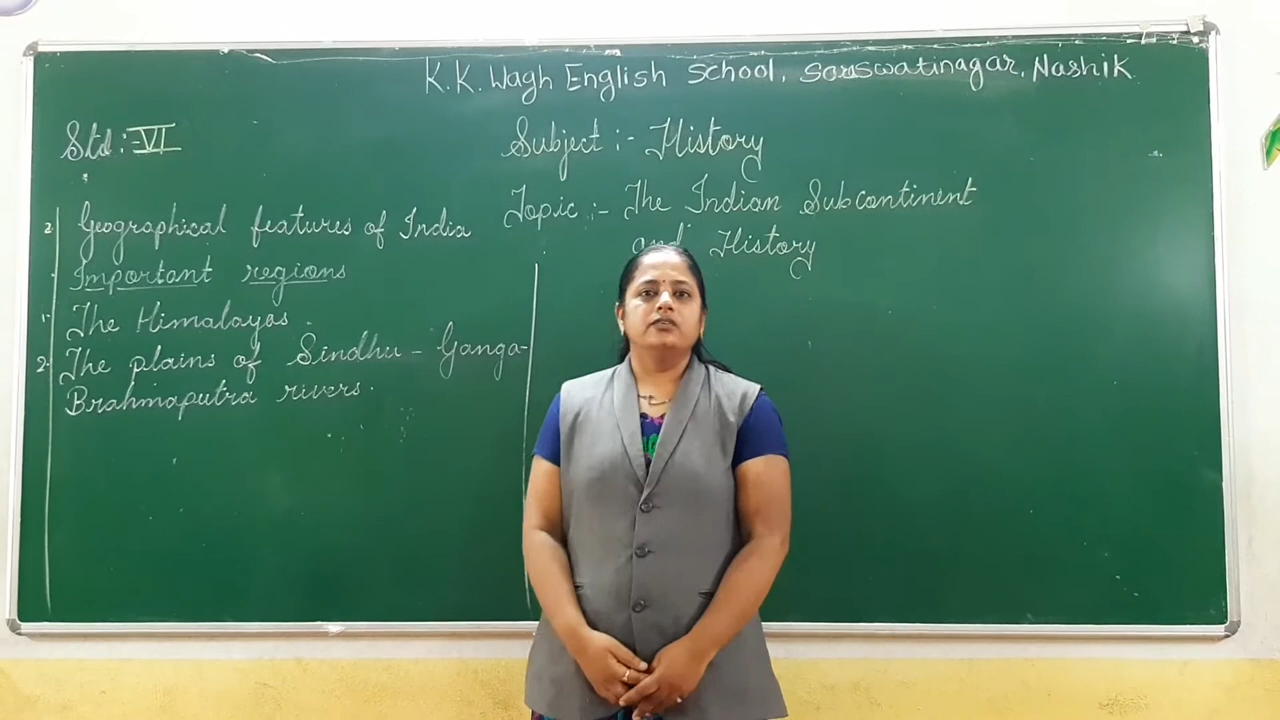 K.K. Wagh English School, Saraswatinagar, Nashik
Std :- VI
Subject :- History
Topic :- The Indian Subcontinent
and History
2. Geographical features of India
Important regions
1. The Himalayas.
2. The plains of Sindhu - Ganga-
Brahmaputra rivers.